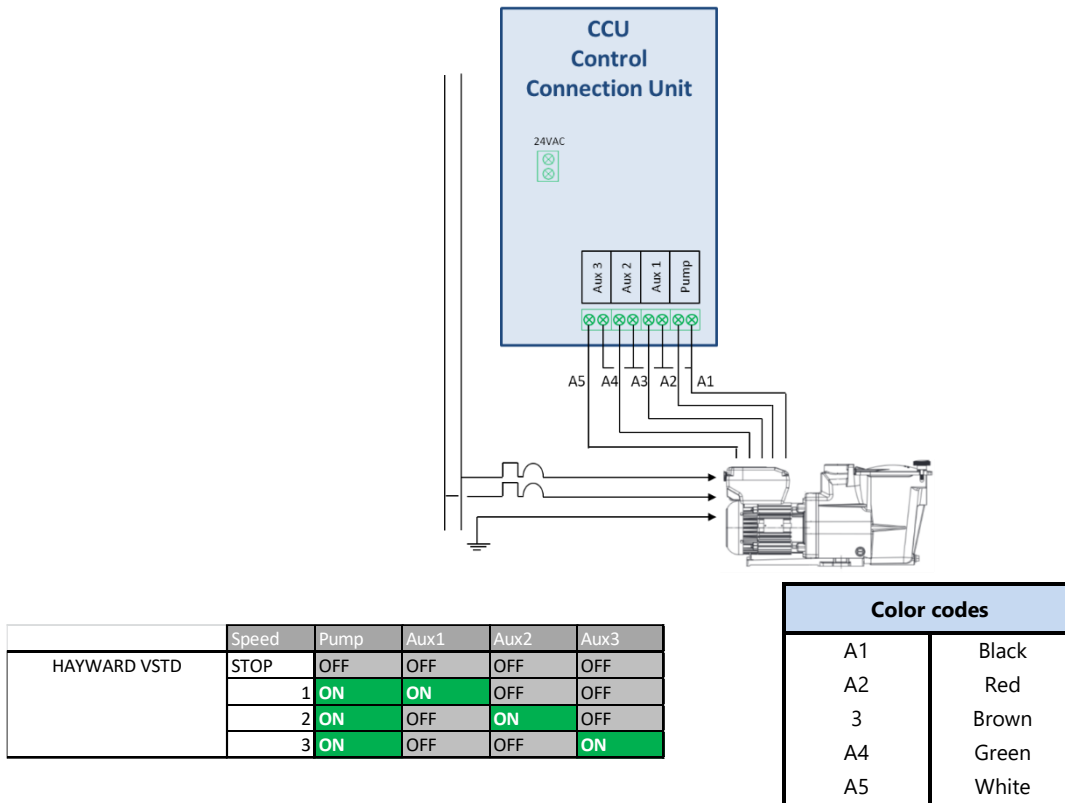 CCU
Control
Connection Unit
24VAC
Aux 3 Aux 2 Aux 1 Pump
A5 A4 A3 A2 A1
Speed Pump Aux1 Aux2 Aux3
HAYWARD VSTD STOP OFF OFF OFF OFF
1 ON ON OFF OFF
2 ON OFF ON OFF
3 ON OFF OFF ON
Color codes
A1 Black
A2 Red
3 Brown
A4 Green
A5 White